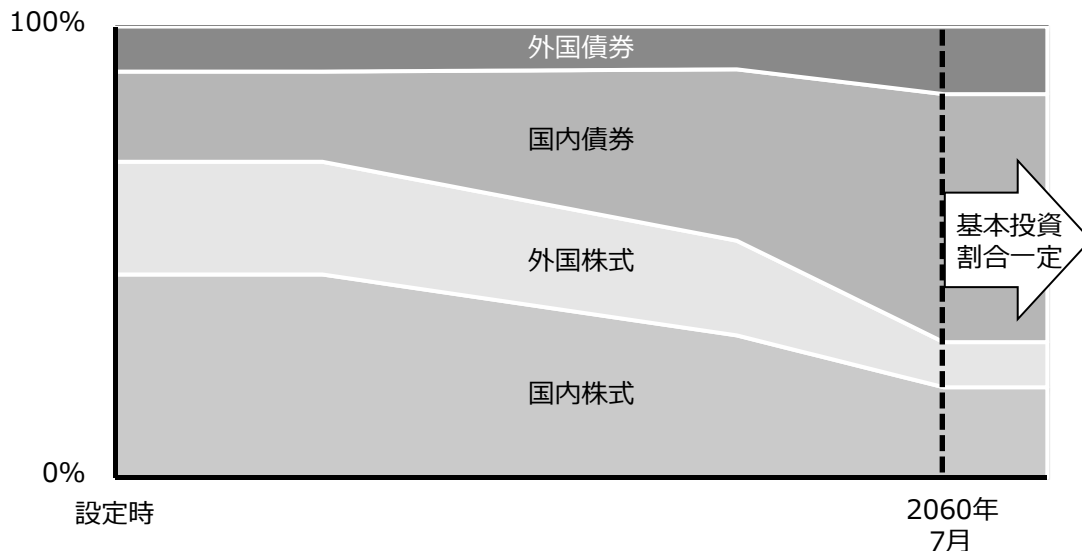 100%
外国債券
国内債券
外国株式
国内株式
基本投資
割合一定
0%
設定時
2060年
7月